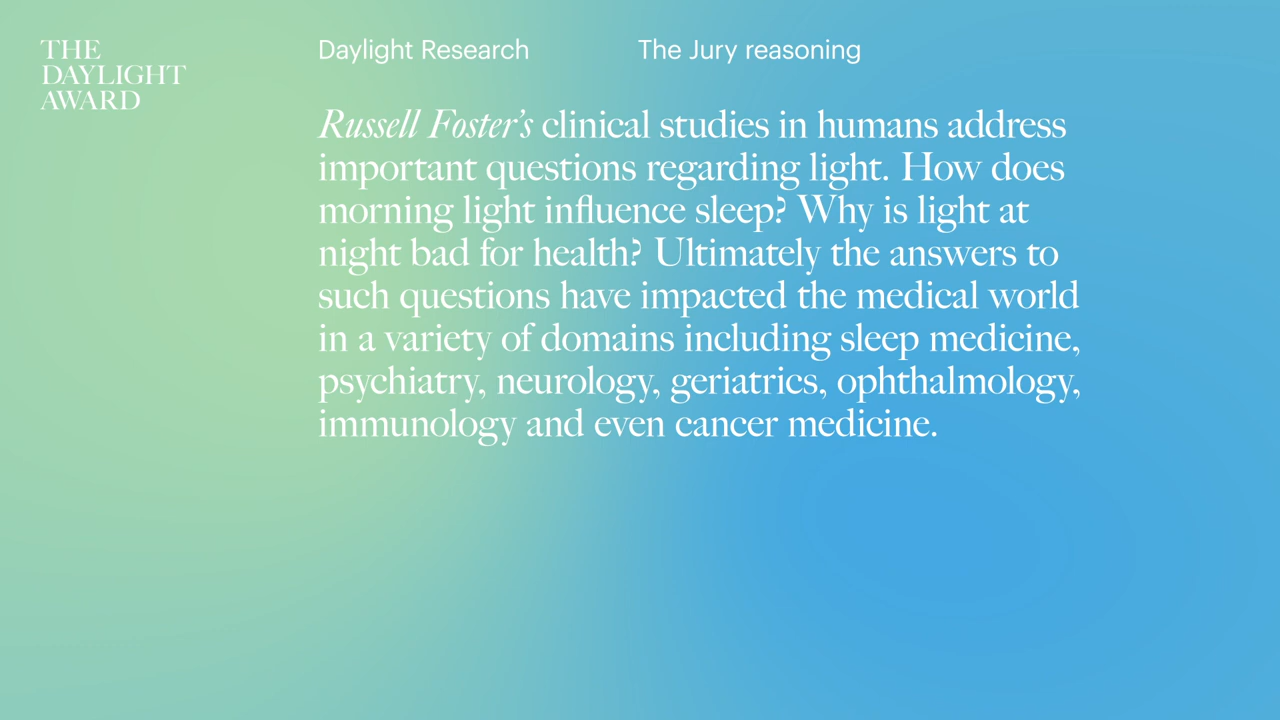 THE
DAYLIGHT
AWARD
Daylight Research
The Jury reasoning
Russell Foster's clinical studies in humans address
important questions regarding light. How does
morning light influence sleep? Why is light at
night bad for health? Ultimately the answers to
such questions have impacted the medical world
in a variety of domains including sleep medicine,
psychiatry, neurology, geriatrics, ophthalmology,
immunology and even cancer medicine.